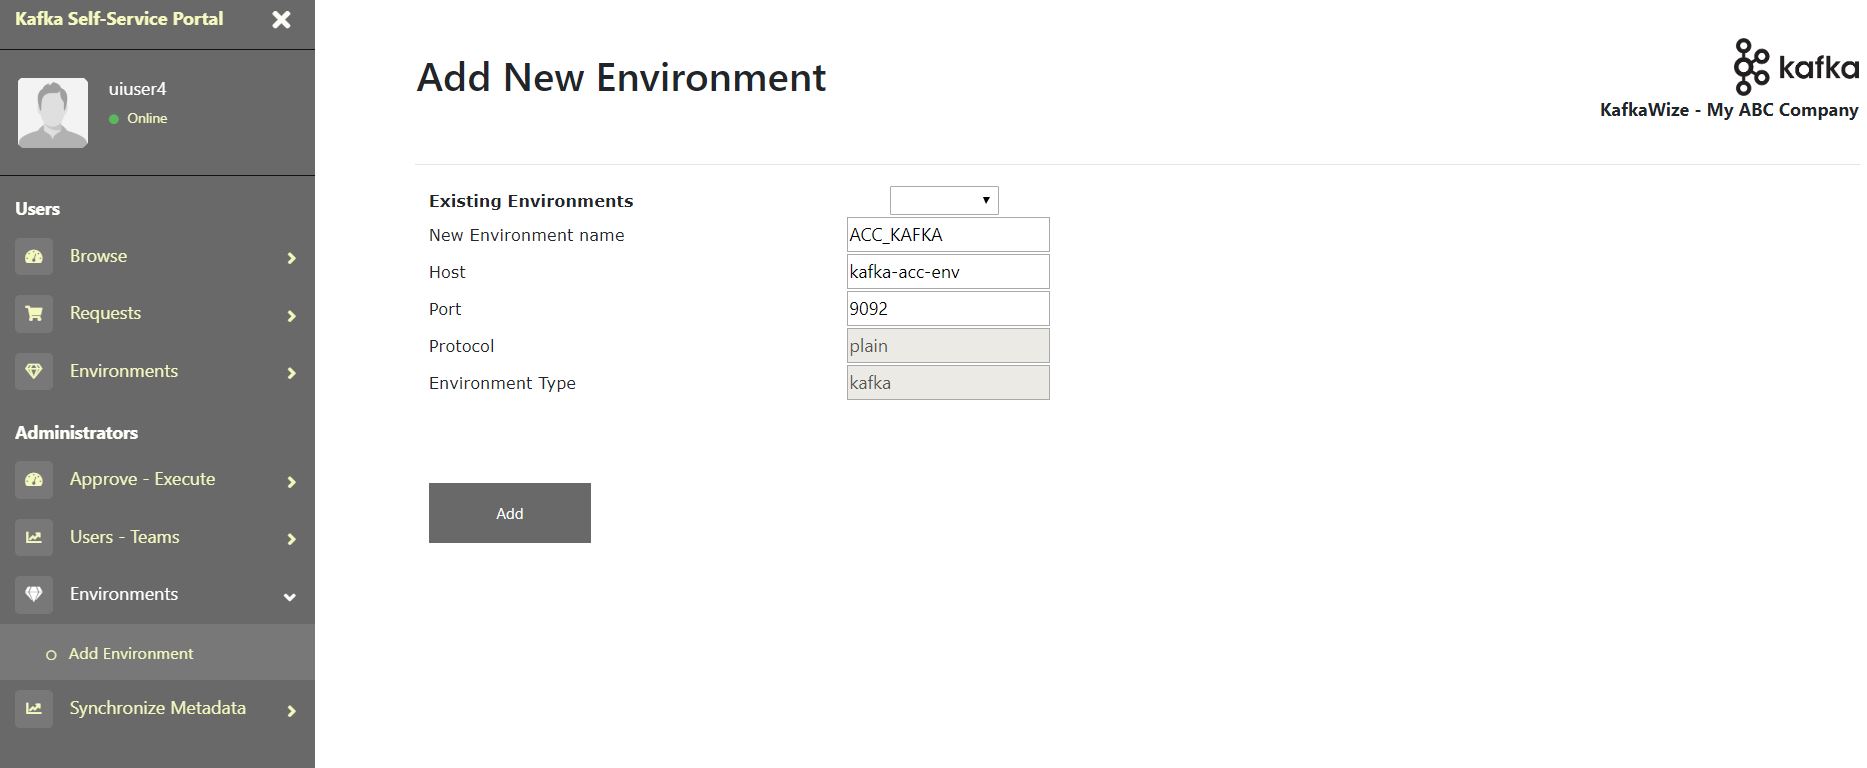 Kafka Self-Service Portal
uiuser4
Online
Users
Browse
Requests
Environments
Administrators
Approve - Execute
Users - Teams
Environments
Add Environment
Synchronize Metadata
Add New Environment
kafka
KafkaWize - My ABC Company
Existing Environments
New Environment name ACC_KAFKA
Host kafka-acc-env
Port 9092
Protocol plain
Environment Type kafka
Add